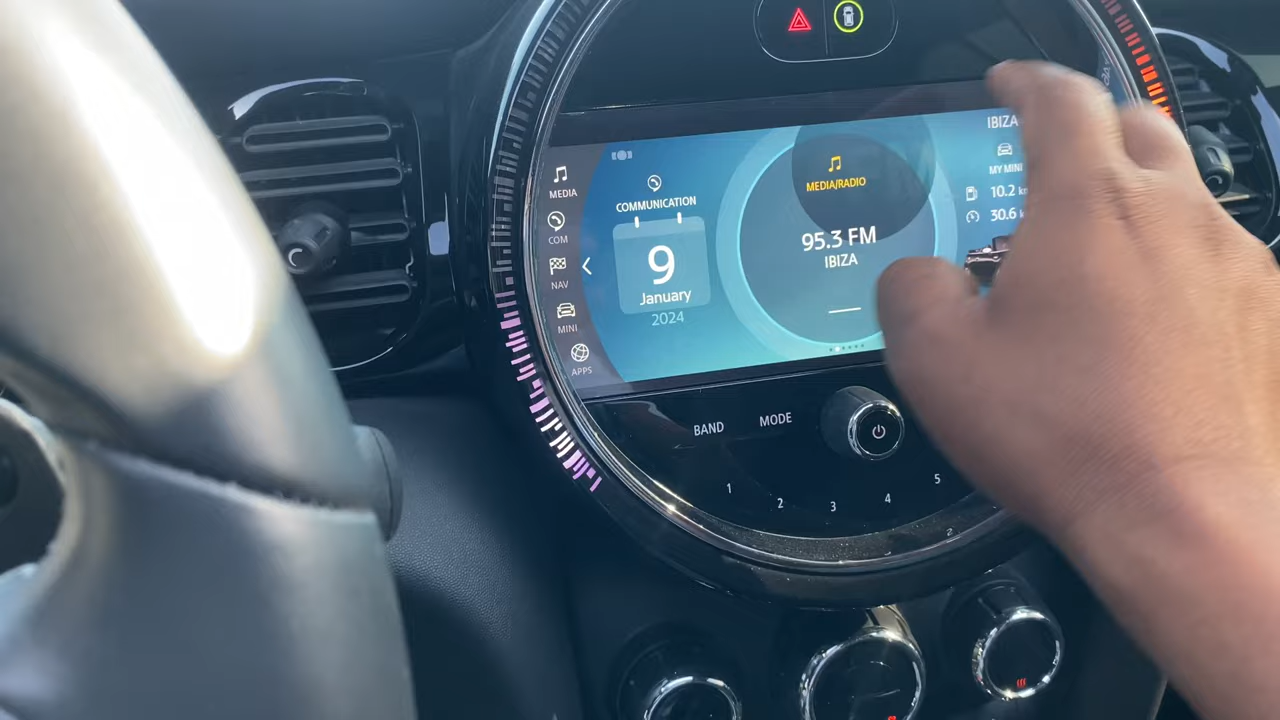 MEDIA
COM
NAV
MINI
APPS
COMMUNICATION
9
January
2024
MEDIA/RADIO
95.3 FM
IBIZA
IBIZA
MY MINI
10.2
30.6
BAND
MODE
1
2
3
4
5